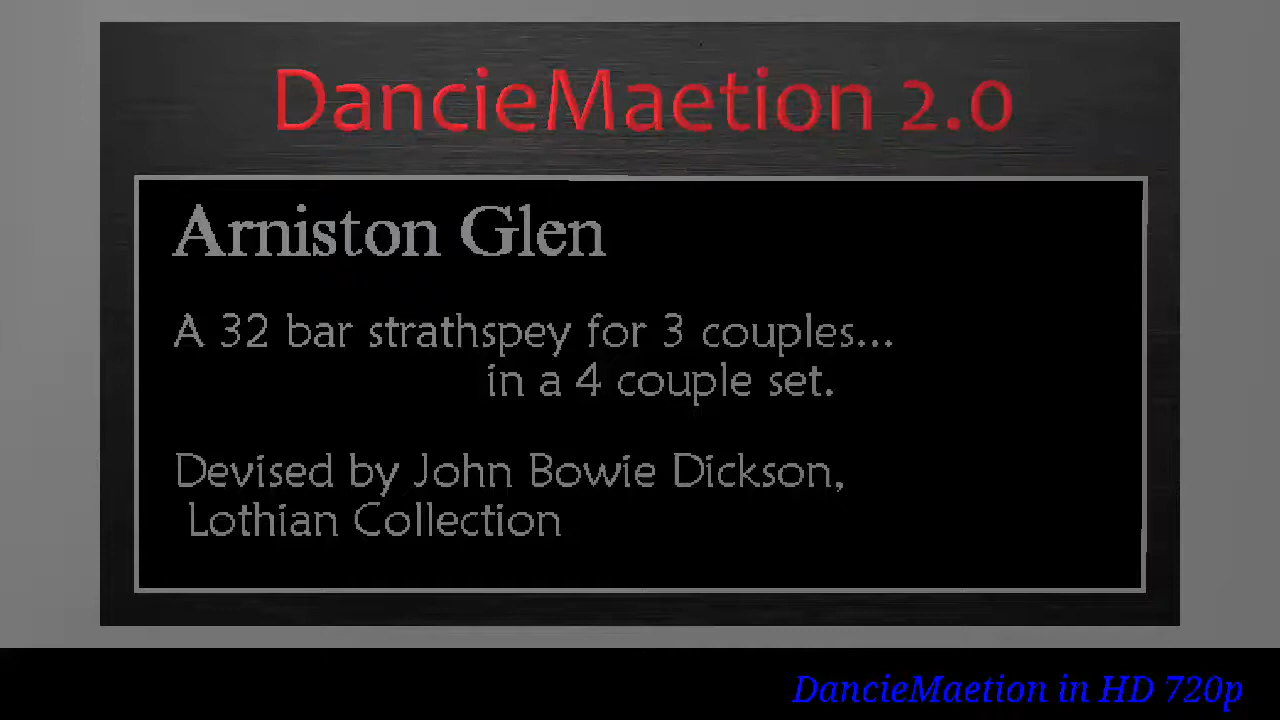 DancieMaetion 2.0
Arniston Glen
A 32 bar strathspey for 3 couples...
in a 4 couple set.
Devised by John Bowie Dickson,
Lothian Collection
DancieMaetion in HD 720p